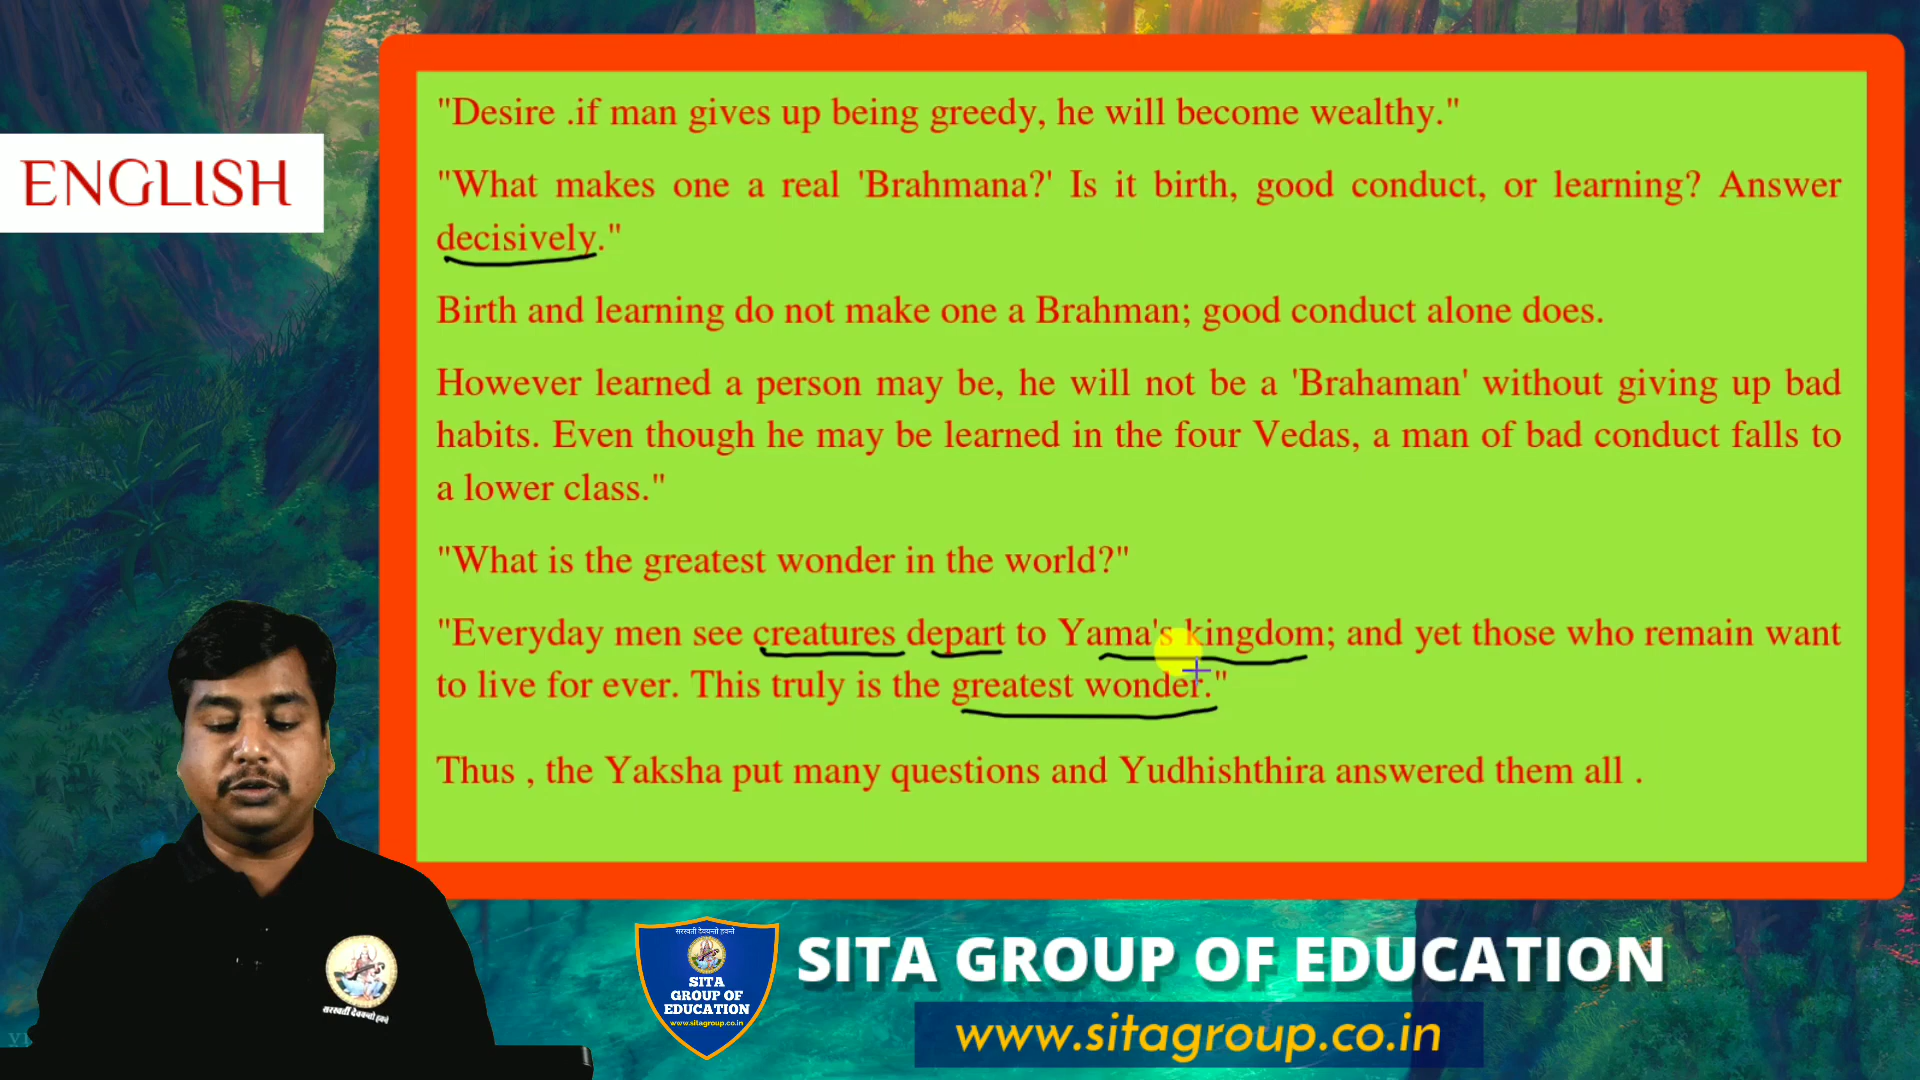 "Desire .if man gives up being greedy, he will become wealthy."
ENGLISH
"What makes one a real 'Brahmana?' Is it birth, good conduct, or learning? Answer
decisively."
Birth and learning do not make one a Brahman; good conduct alone does.
However learned a person may be, he will not be a 'Brahaman' without giving up bad
habits. Even though he may be learned in the four Vedas, a man of bad conduct falls to
a lower class."
"What is the greatest wonder in the world?"
"Everyday men see creatures depart to Yama's kingdom; and yet those who remain want
to live for ever. This truly is the greatest wonder."
Thus , the Yaksha put many questions and Yudhishthira answered them all .
SITA
GROUP OF
EDUCATION
www.sitagroup.co.in
SITA GROUP OF EDUCATION
www.sitagroup.co.in